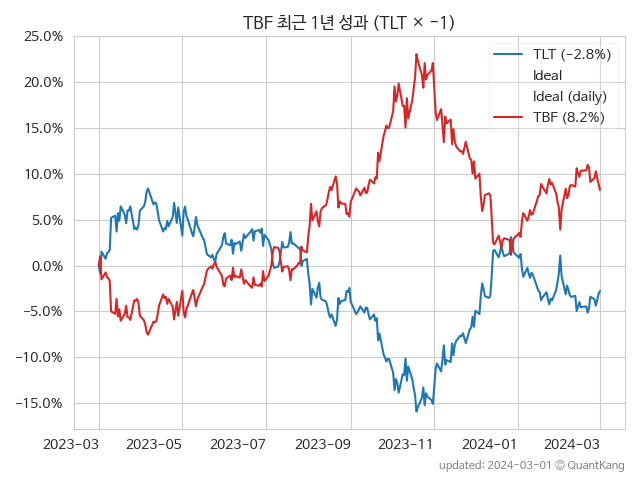 TBF 최근 1년 성과 (TLT × −1)
25.0%
20.0%
15.0%
10.0%
5.0%
0.0%
−5.0%
−10.0%
−15.0%
TLT (−2.8%)
Ideal
Ideal (daily)
TBF (8.2%)
2023-03 2023-05 2023-07 2023-09 2023-11 2024-01 2024-03
updated: 2024-03-01 © QuantKang